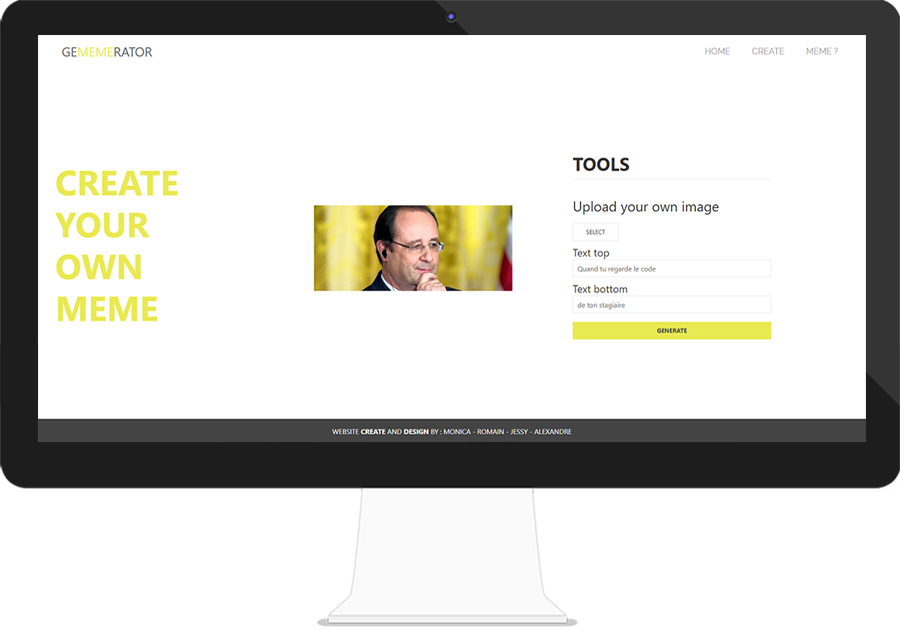 GEMEMERATOR
HOME CREATE MEME ?
CREATE
YOUR
OWN
MEME
TOOLS
Upload your own image
SELECT
Text top
Quand tu regarde le code
Text bottom
de ton stagiaire
GENERATE
WEBSITE CREATE AND DESIGN BY : MONICA - ROMAIN - JESSY - ALEXANDRE